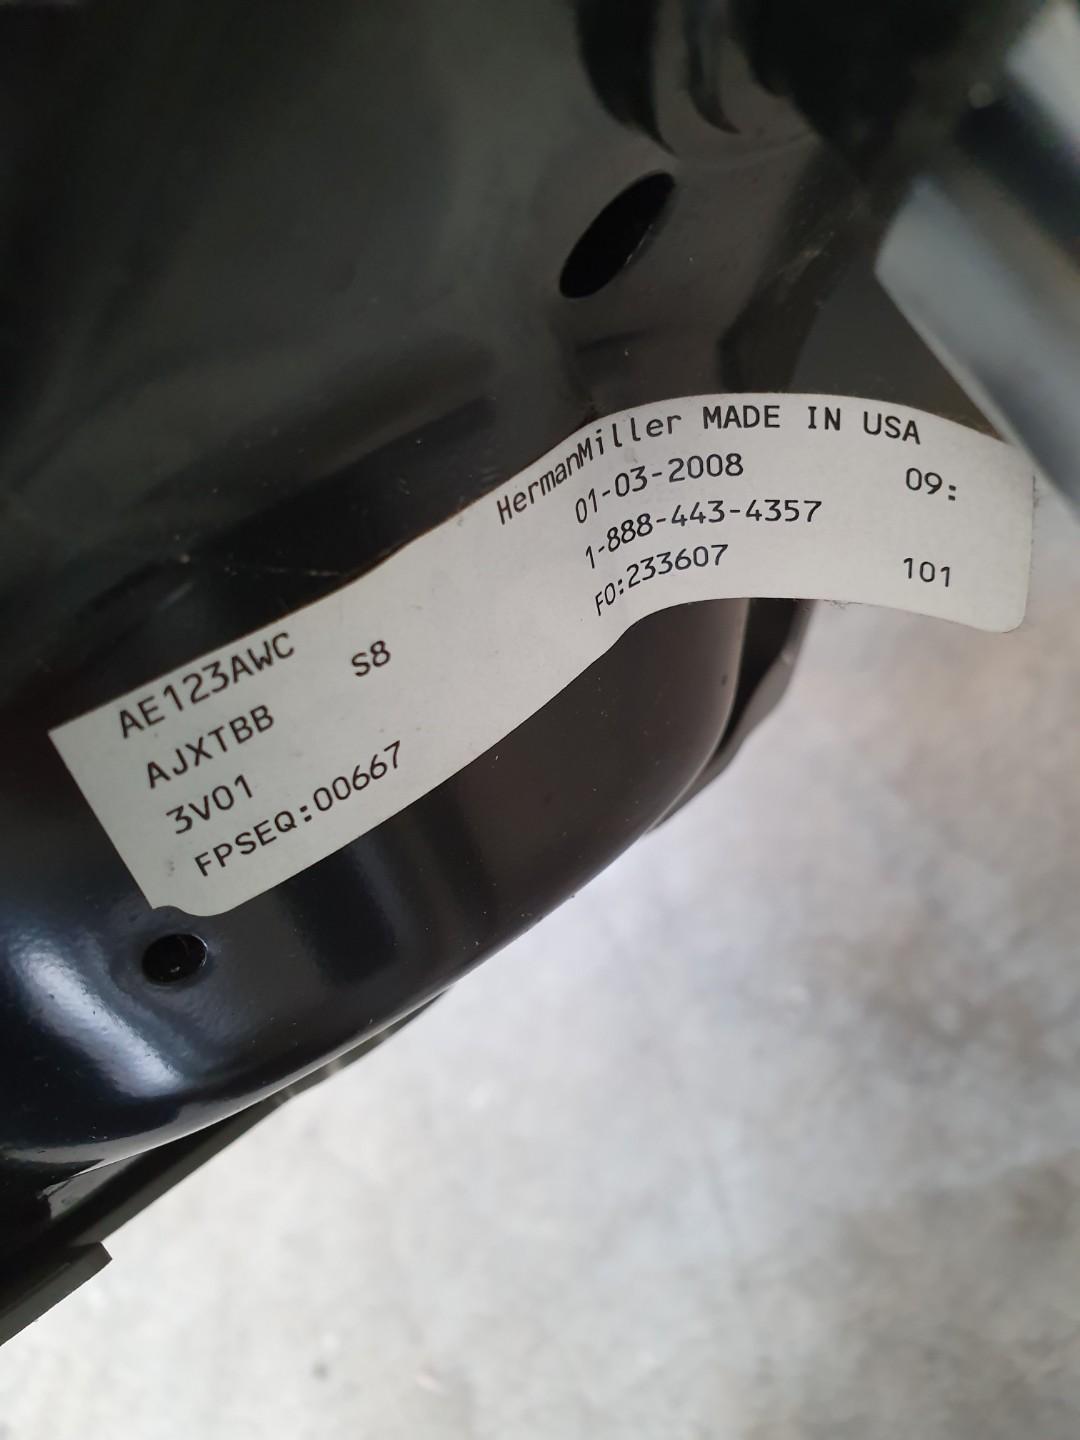 HermanMiller MADE IN USA
01-03-2008 09:
1-888-443-4357
FO:233607 101
AE123AWC S8
AJXTBB
3V01
FPSEQ:00667